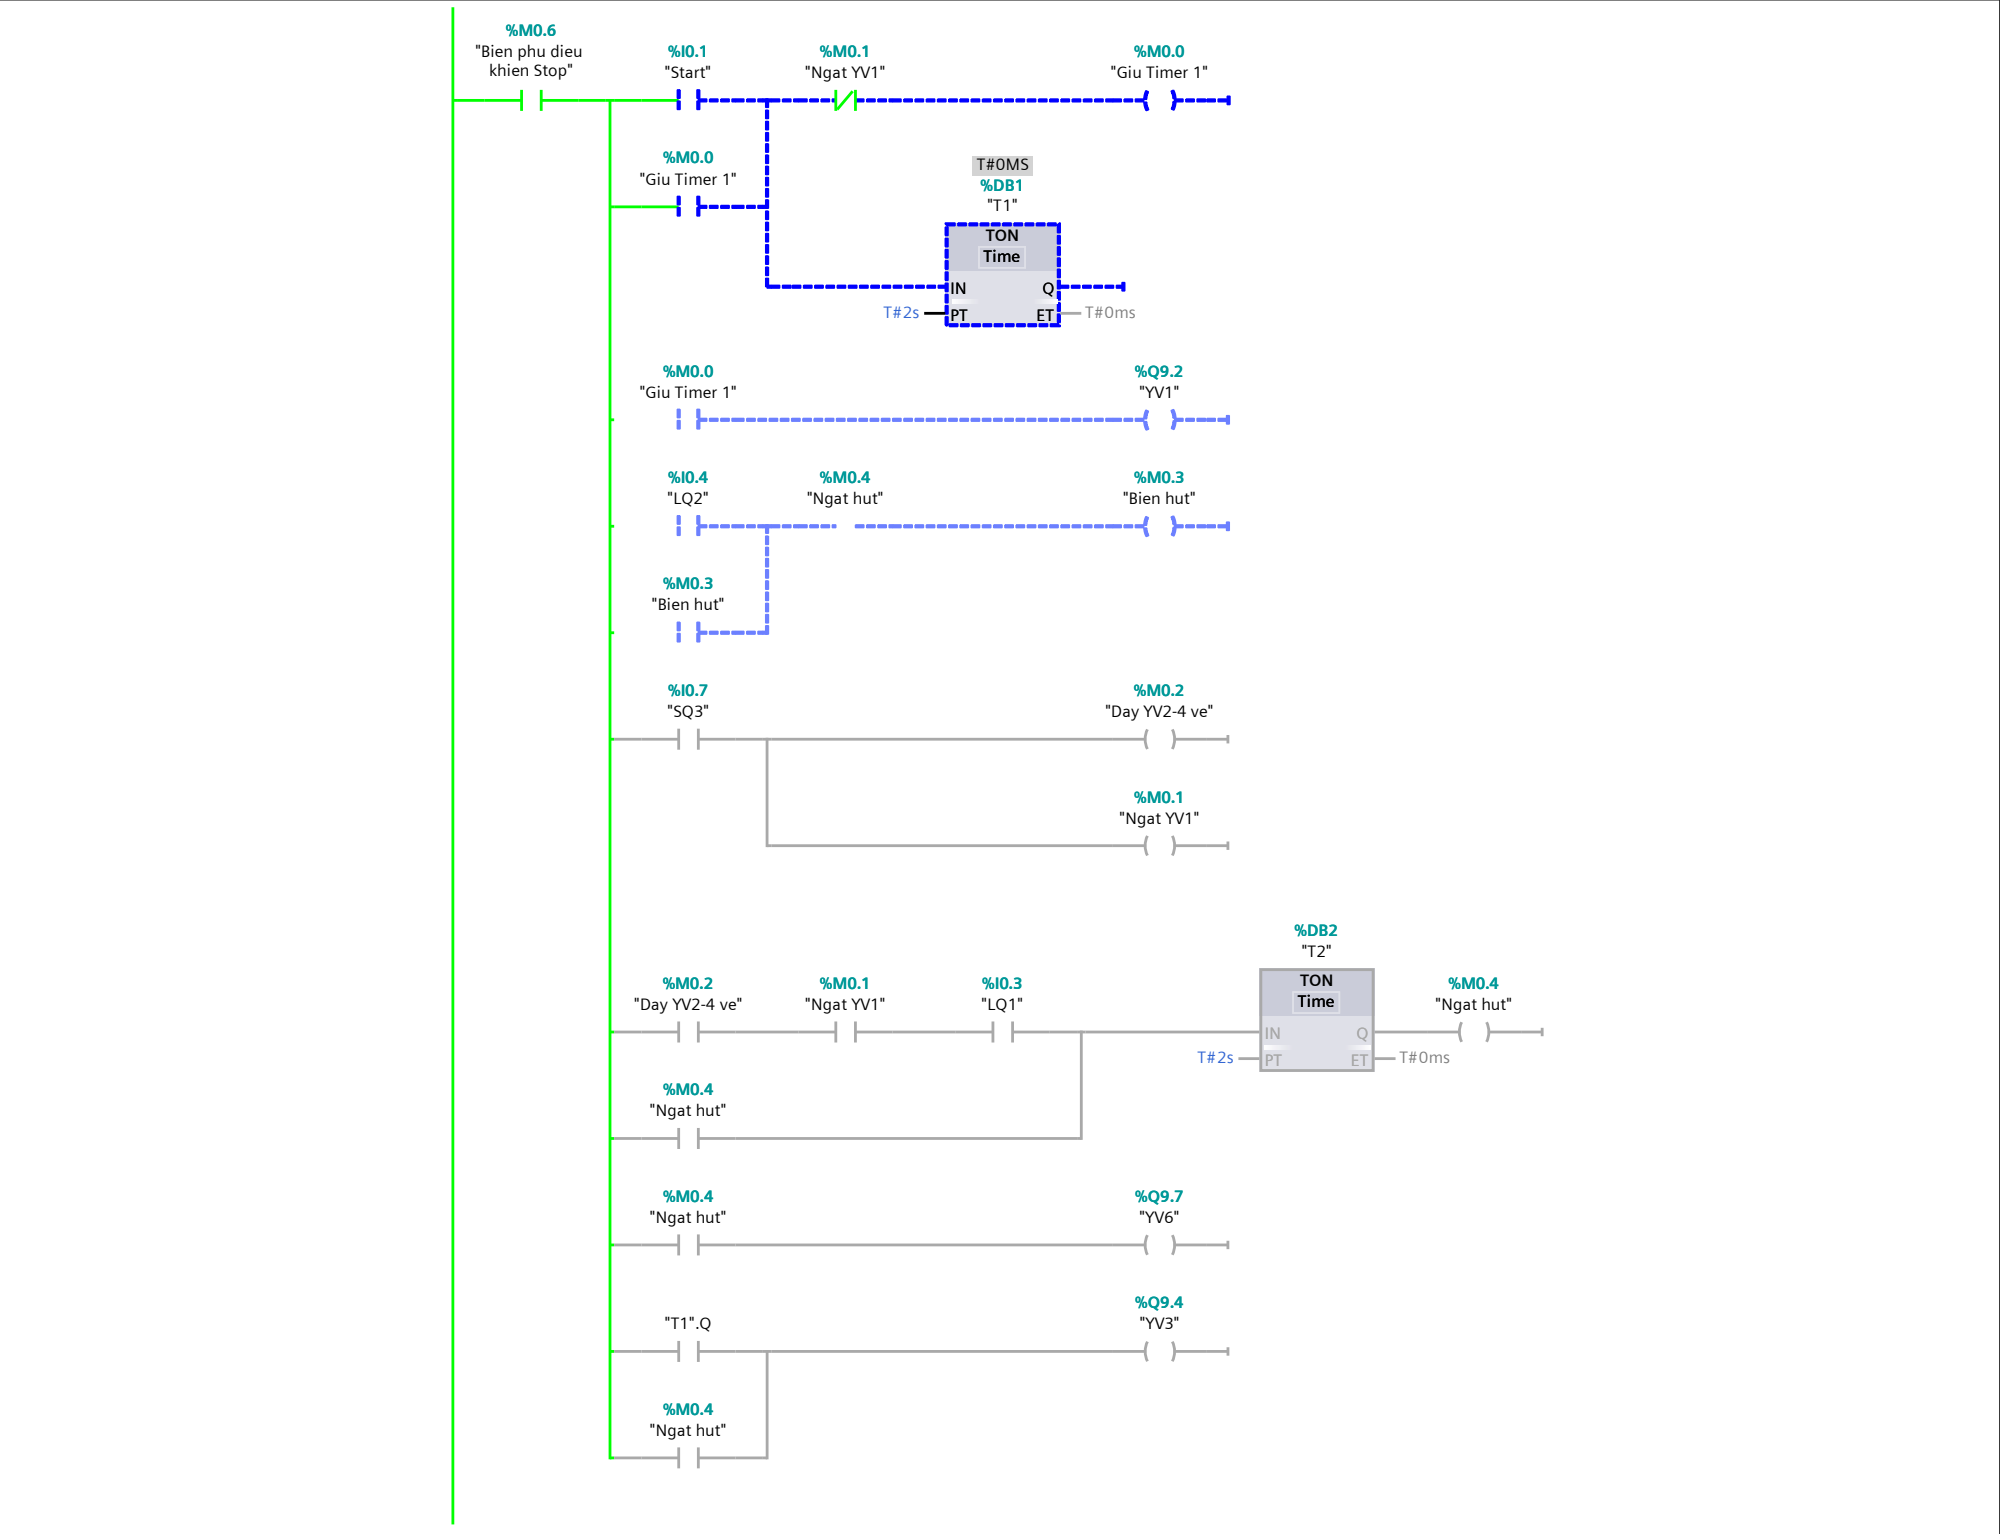 %M0.6
"Bien phu dieu
khien Stop"
%I0.1
"Start"
%M0.1
"Ngat YV1"
%M0.0
"Giu Timer 1"
%M0.0
"Giu Timer 1"
T#0MS
%DB1
"T1"
TON
Time
IN
Q
T#2s
PT
ET
T#0ms
%M0.0
"Giu Timer 1"
%Q9.2
"YV1"
%I0.4
"LQ2"
%M0.4
"Ngat hut"
%M0.3
"Bien hut"
%M0.3
"Bien hut"
%I0.7
"SQ3"
%M0.2
"Day YV2-4 ve"
%M0.1
"Ngat YV1"
%DB2
"T2"
TON
Time
%M0.2
"Day YV2-4 ve"
%M0.1
"Ngat YV1"
%I0.3
"LQ1"
%M0.4
"Ngat hut"
IN
Q
T#2s
PT
ET
T#0ms
%M0.4
"Ngat hut"
%M0.4
"Ngat hut"
%Q9.7
"YV6"
"T1".Q
%Q9.4
"YV3"
%M0.4
"Ngat hut"